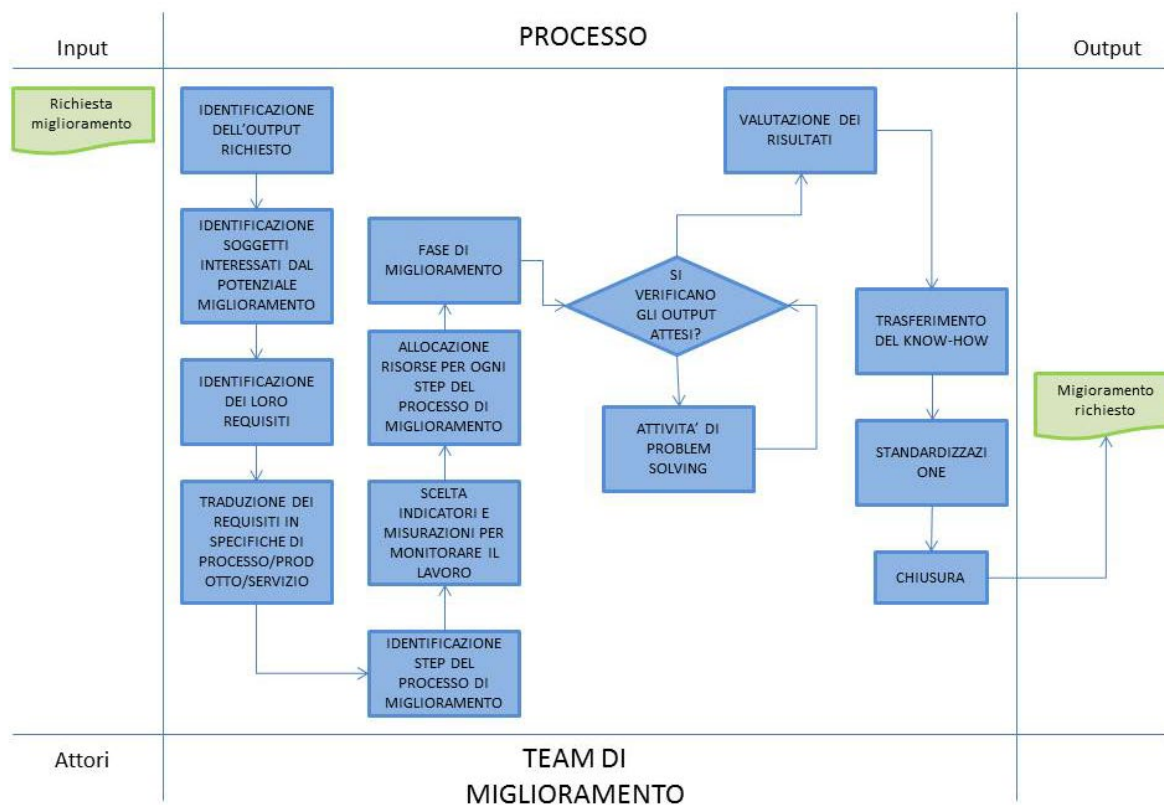 Input
PROCESSO
Output
Richiesta
miglioramento
IDENTIFICAZIONE
DELL'OUTPUT
RICHIESTO
IDENTIFICAZIONE
SOGGETTI
INTERESSATI DAL
POTENZIALE
MIGLIORAMENTO
IDENTIFICAZIONE
DEI LORO
REQUISITI
TRADUZIONE DEI
REQUISITI IN
SPECIFICHE DI
PROCESSO/PROD
OTTO/SERVIZIO
IDENTIFICAZIONE
STEP DEL
PROCESSO DI
MIGLIORAMENTO
SCELTA
INDICATORI E
MISURAZIONI PER
MONITORARE IL
LAVORO
ALLOCAZIONE
RISORSE PER OGNI
STEP DEL
PROCESSO DI
MIGLIORAMENTO
FASE DI
MIGLIORAMENTO
SI
VERIFICANO
GLI OUTPUT
ATTESI?
ATTIVITA' DI
PROBLEM
SOLVING
VALUTAZIONE DEI
RISULTATI
TRASFERIMENTO
DEL KNOW-HOW
STANDARDIZZAZI
ONE
CHIUSURA
Migioramento
richiesto
Attori
TEAM DI
MIGLIORAMENTO